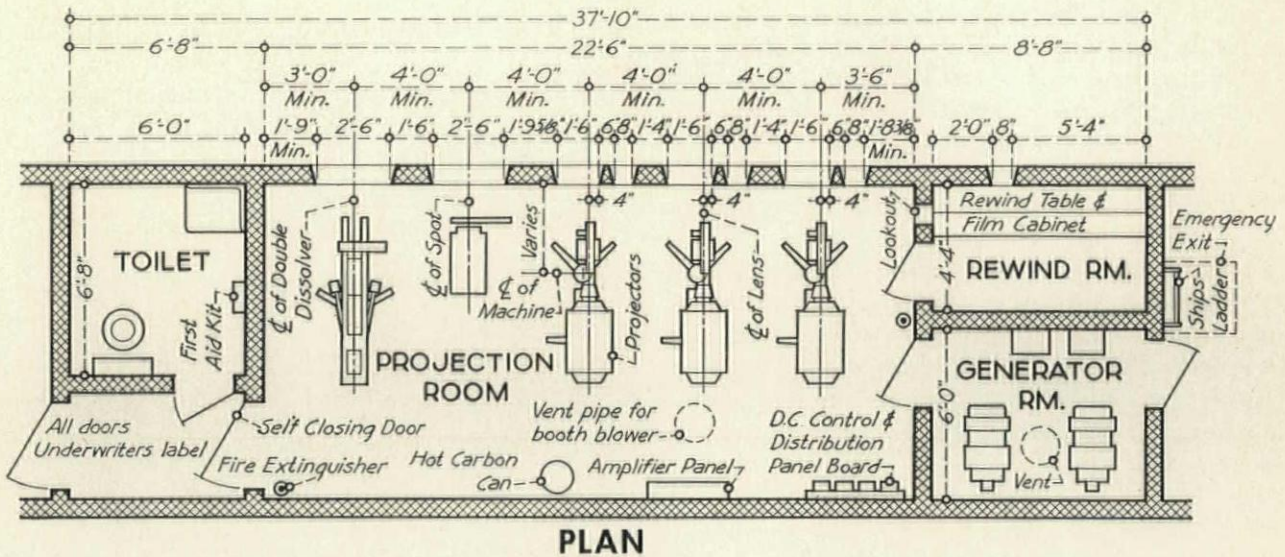 37'-10"
6'-8" 22'-6" 8'-8"
3'-0" 4'-0" 4'-0" 4'-0" 4'-0" 3'-6"
Min. Min. Min. Min. Min. Min.
6'-0" 1'-9" 2'-6" 1'-6" 2'-6" 1'-9⅝" 1'-6" 6" 8" 1'-4" 1'-6" 6" 8" 1'-4" 1'-6" 6" 8" 1'-8⅜" 2'-0" 8" 5'-4"
Min. Min.
4" 4" 4"
TOILET
6'-8"
First
Aid Kit
℄ of Double
Dissolver
℄ of Spot
Varies
℄ of
Machine
Projectors
℄ of Lens
Lookout
Rewind Table &
Film Cabinet
4'-4"
REWIND RM.
Emergency
Exit
Ships
Ladder
PROJECTION
ROOM
GENERATOR
RM.
6'-0"
All doors
Underwriters label
Self Closing Door
Fire Extinguisher
Hot Carbon
Can
Vent pipe for
booth blower
Amplifier Panel
D.C. Control &
Distribution
Panel Board
Vent
PLAN